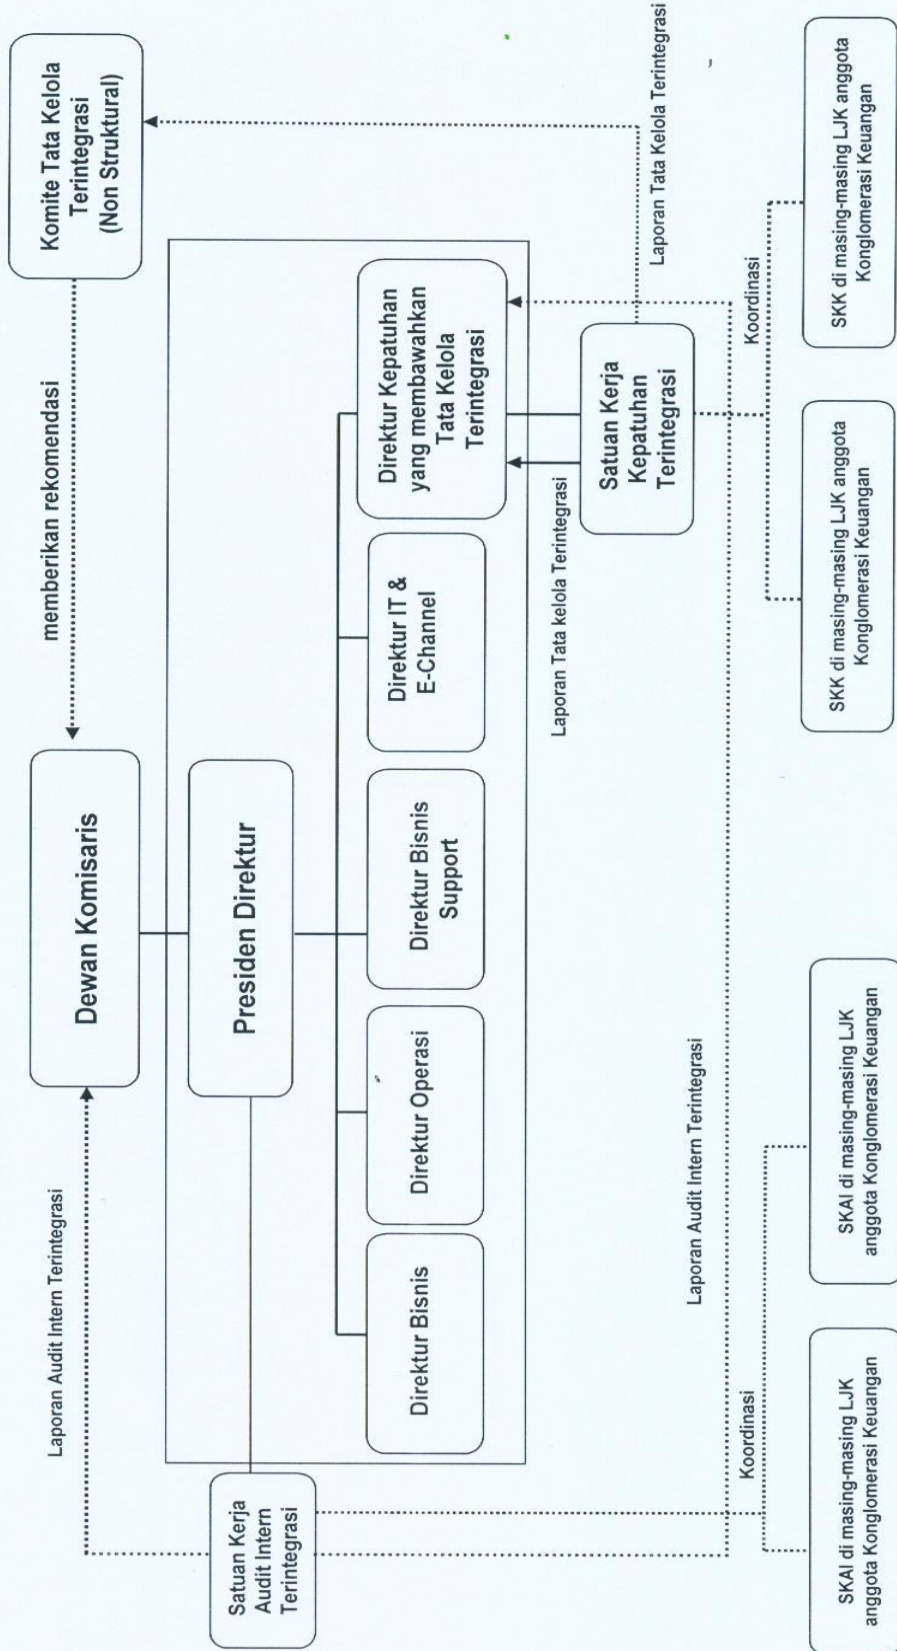 Komite Tata Kelola
Terintegrasi
(Non Struktural)
memberikan rekomendasi
Dewan Komisaris
Laporan Audit Intern Terintegrasi
Presiden Direktur
Satuan Kerja
Audit Intern
Terintegrasi
Direktur Bisnis
Direktur Operasi
Direktur Bisnis
Support
Direktur IT &
E-Channel
Direktur Kepatuhan
yang membawahkan
Tata Kelola
Terintegrasi
Laporan Tata kelola Terintegrasi
Satuan Kerja
Kepatuhan
Terintegrasi
Laporan Tata Kelola Terintegrasi
Laporan Audit Intern Terintegrasi
Koordinasi
Koordinasi
SKAI di masing-masing LJK
anggota Konglomerasi Keuangan
SKAI di masing-masing LJK
anggota Konglomerasi Keuangan
SKK di masing-masing LJK anggota
Konglomerasi Keuangan
SKK di masing-masing LJK anggota
Konglomerasi Keuangan